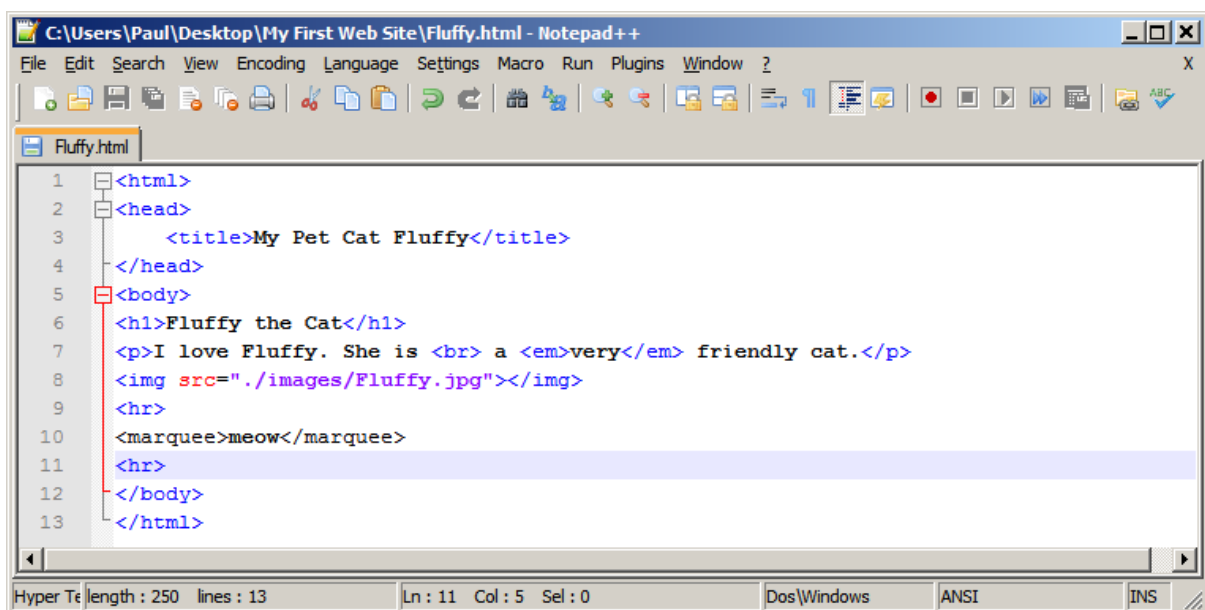 C:\Users\Paul\Desktop\My First Web Site\Fluffy.html - Notepad++
File Edit Search View Encoding Language Settings Macro Run Plugins Window ? X
ABC
Fluffy.html
1 <html>
2 <head>
3 <title>My Pet Cat Fluffy</title>
4 </head>
5 <body>
6 <h1>Fluffy the Cat</h1>
7 <p>I love Fluffy. She is <br> a <em>very</em> friendly cat.</p>
8 <img src="./images/Fluffy.jpg"></img>
9 <hr>
10 <marquee>meow</marquee>
11 <hr>
12 </body>
13 </html>
Hyper Te length : 250 lines : 13 Ln : 11 Col : 5 Sel : 0 Dos\Windows ANSI INS